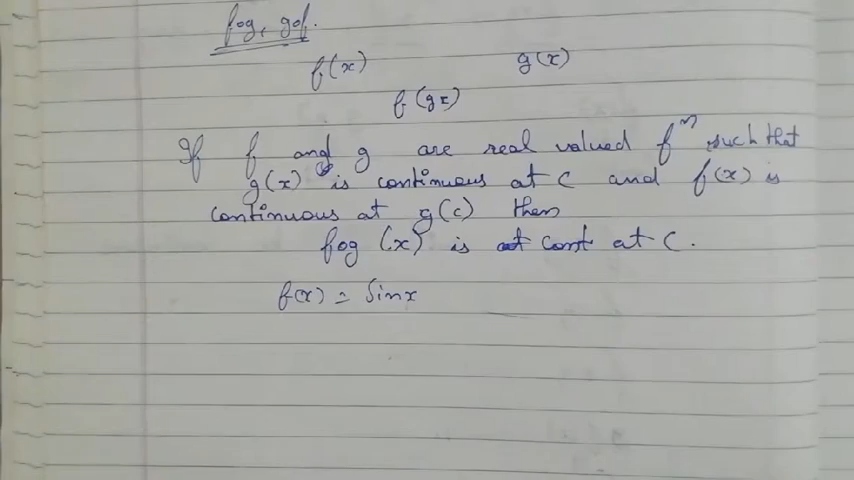 fog, gof.
f(x) g(x)
f(gx)
If f and g are real valued fⁿ such that
g(x) is continuous at c and f(x) is
continuous at g(c) then
fog (x) is cont at c.
f(x) = Sinx